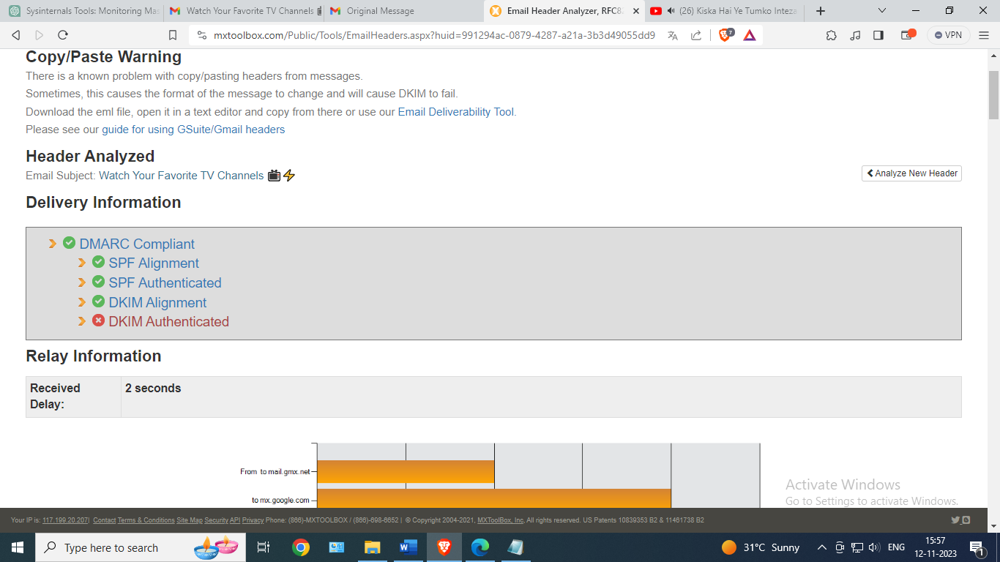 Sysinternals Tools: Monitoring Mas
Watch Your Favorite TV Channels
Original Message
Email Header Analyzer, RFC8
(26) Kiska Hai Ye Tumko Inteza
mxtoolbox.com/Public/Tools/EmailHeaders.aspx?huid=991294ac-0879-4287-a21a-3b3d49055dd9
7
VPN
Copy/Paste Warning
There is a known problem with copy/pasting headers from messages.
Sometimes, this causes the format of the message to change and will cause DKIM to fail.
Download the eml file, open it in a text editor and copy from there or use our Email Deliverability Tool.
Please see our guide for using GSuite/Gmail headers
Header Analyzed
Email Subject: Watch Your Favorite TV Channels 📺⚡
Analyze New Header
Delivery Information
DMARC Compliant
SPF Alignment
SPF Authenticated
DKIM Alignment
DKIM Authenticated
Relay Information
Received Delay:
2 seconds
From to mail.gmx.net
to mx.google.com
Activate Windows
Go to Settings to activate Windows.
Your IP is: 117.199.20.207| Contact Terms & Conditions Site Map Security API Privacy Phone: (866)-MXTOOLBOX / (866)-698-6652 | © Copyright 2004-2021, MXToolBox, Inc, All rights reserved. US Patents 10839353 B2 & 11461738 B2
Type here to search
31°C Sunny
ENG
15:57
12-11-2023
1